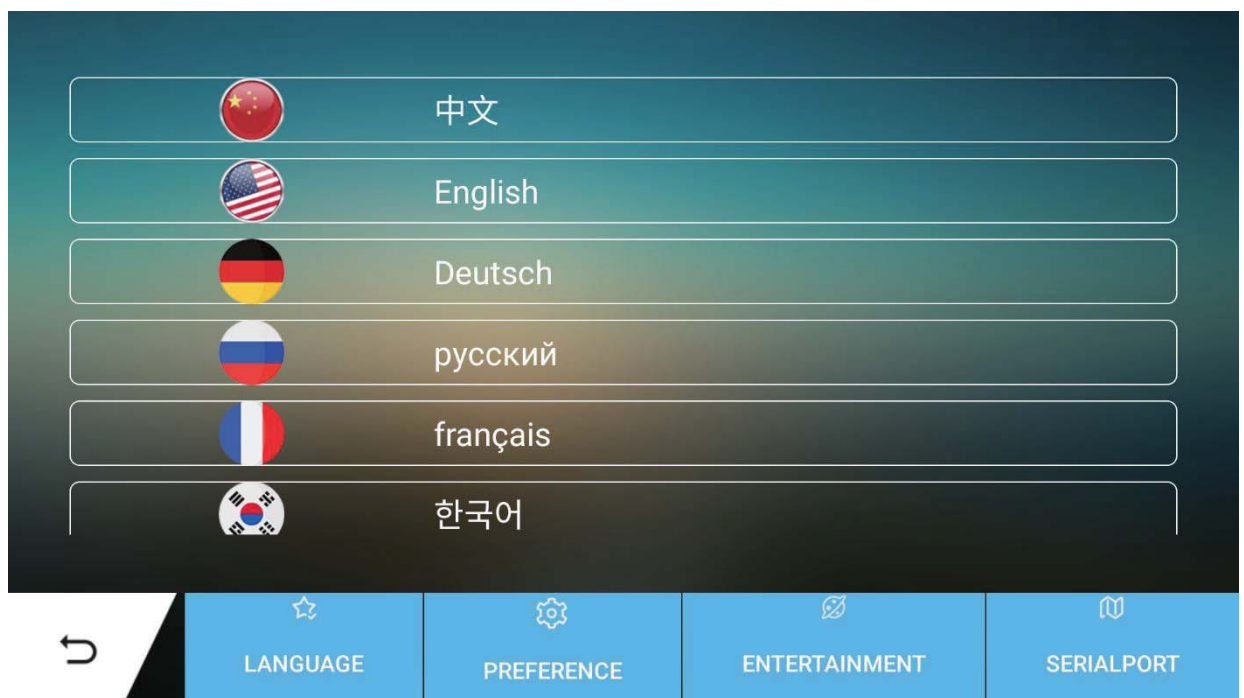 中文
English
Deutsch
русский
français
한국어
LANGUAGE
PREFERENCE
ENTERTAINMENT
SERIALPORT